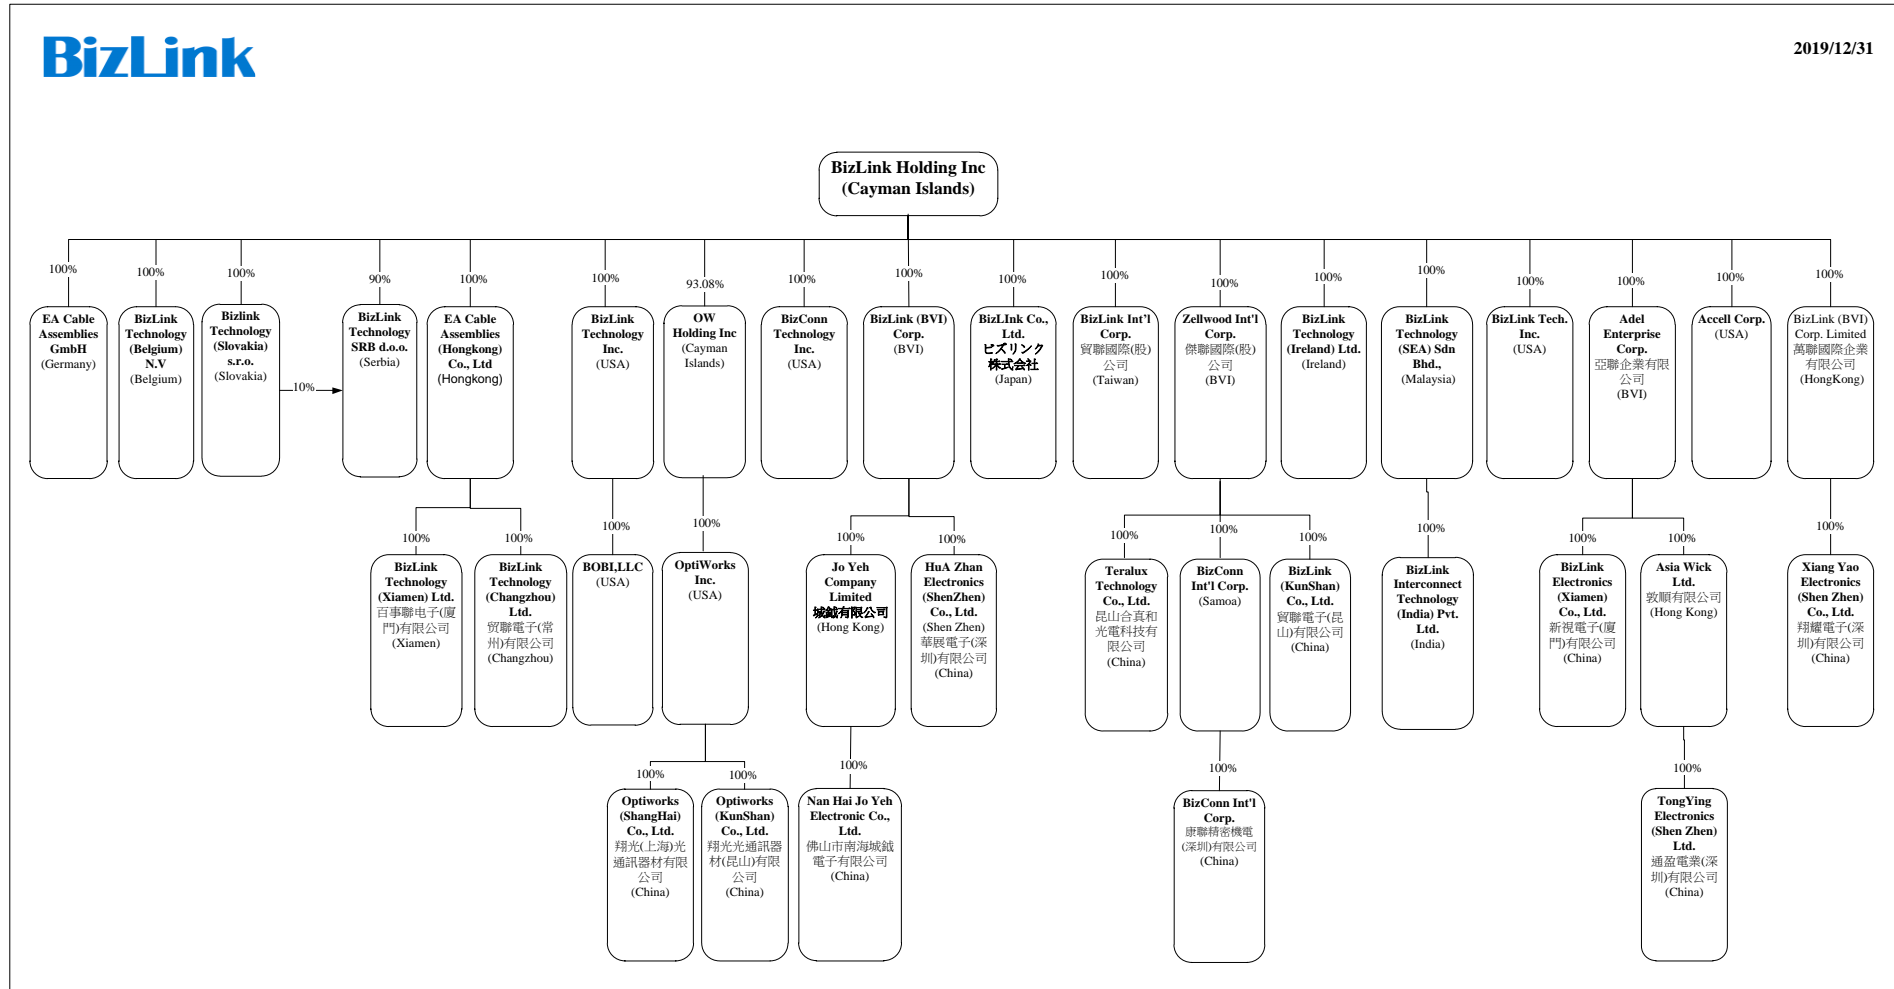 BizLink
2019/12/31
BizLink Holding Inc
(Cayman Islands)
100%
100%
100%
90%
100%
100%
93.08%
100%
100%
100%
100%
100%
100%
100%
100%
100%
100%
100%
EA Cable
Assemblies
GmbH
(Germany)
BizLink
Technology
(Belgium)
N.V
(Belgium)
Bizlink
Technology
(Slovakia)
s.r.o.
(Slovakia)
10%
BizLink
Technology
SRB d.o.o.
(Serbia)
EA Cable
Assemblies
(Hongkong)
Co., Ltd
(Hongkong)
BizLink
Technology
Inc.
(USA)
OW
Holding Inc
(Cayman
Islands)
BizConn
Technology
Inc.
(USA)
BizLink (BVI)
Corp.
(BVI)
BizLInk Co.,
Ltd.
ビズリンク
株式会社
(Japan)
BizLink Int'l
Corp.
貿聯國際(股)
公司
(Taiwan)
Zellwood Int'l
Corp.
傑聯國際(股)
公司
(BVI)
BizLink
Technology
(Ireland) Ltd.
(Ireland)
BizLink
Technology
(SEA) Sdn
Bhd.,
(Malaysia)
BizLink Tech.
Inc.
(USA)
Adel
Enterprise
Corp.
亞聯企業有限
公司
(BVI)
Accell Corp.
(USA)
BizLink (BVI)
Corp. Limited
萬聯國際企業
有限公司
(HongKong)
100%
100%
100%
100%
100%
100%
100%
100%
100%
100%
100%
100%
100%
BizLink
Technology
(Xiamen) Ltd.
百事聯电子(廈
門)有限公司
(Xiamen)
BizLink
Technology
(Changzhou)
Ltd.
贸聯電子(常
州)有限公司
(Changzhou)
BOBI,LLC
(USA)
OptiWorks
Inc.
(USA)
Jo Yeh
Company
Limited
城鉞有限公司
(Hong Kong)
HuA Zhan
Electronics
(ShenZhen)
Co., Ltd.
(Shen Zhen)
華展電子(深
圳)有限公司
(China)
Teralux
Technology
Co., Ltd.
昆山合真和
光電科技有
限公司
(China)
BizConn
Int'l Corp.
(Samoa)
BizLink
(KunShan)
Co., Ltd.
貿聯電子(昆
山)有限公司
(China)
BizLink
Interconnect
Technology
(India) Pvt.
Ltd.
(India)
BizLink
Electronics
(Xiamen)
Co., Ltd.
新視電子(廈
門)有限公司
(China)
Asia Wick
Ltd.
敦順有限公司
(Hong Kong)
Xiang Yao
Electronics
(Shen Zhen)
Co., Ltd.
翔耀電子(深
圳)有限公司
(China)
100%
100%
100%
100%
100%
Optiworks
(ShangHai)
Co., Ltd.
翔光(上海)光
通訊器材有限
公司
(China)
Optiworks
(KunShan)
Co., Ltd.
翔光光通訊器
材(昆山)有限
公司
(China)
Nan Hai Jo Yeh
Electronic Co.,
Ltd.
佛山市南海城鉞
電子有限公司
(China)
BizConn Int'l
Corp.
康聯精密機電
(深圳)有限公司
(China)
TongYing
Electronics
(Shen Zhen)
Ltd.
通盈電業(深
圳)有限公司
(China)